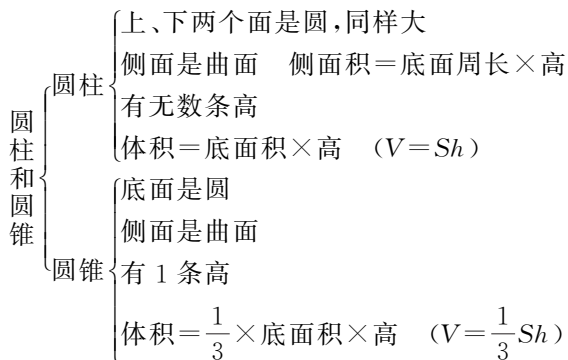 圆柱和圆锥
圆柱
上、下两个面是圆,同样大
侧面是曲面 侧面积=底面周长×高
有无数条高
体积=底面积×高 (V=Sh)
圆锥
底面是圆
侧面是曲面
有 1 条高
体积=1/3×底面积×高 (V=1/3Sh)